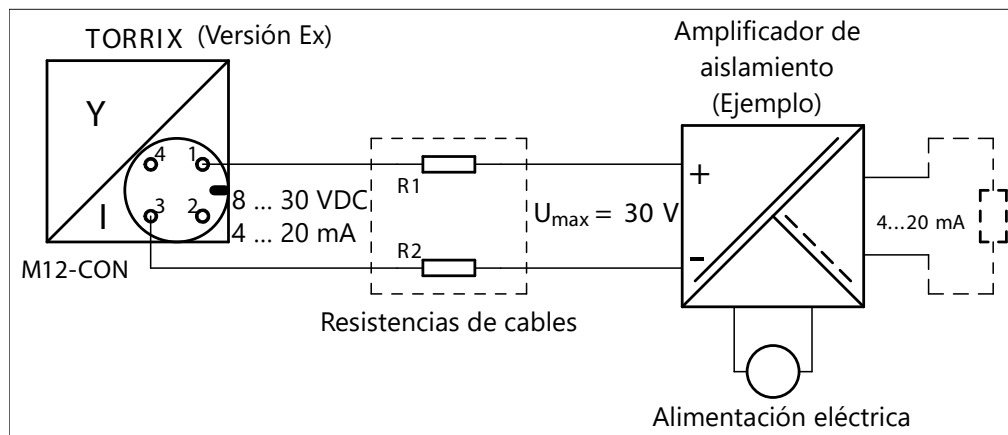 TORRIX (Versión Ex)
Amplificador de
aislamiento
(Ejemplo)
Y
I
4
1
3
2
8 ... 30 VDC
4 ... 20 mA
M12-CON
R1
R2
Resistencias de cables
Umax = 30 V
+
-
4...20 mA
Alimentación eléctrica